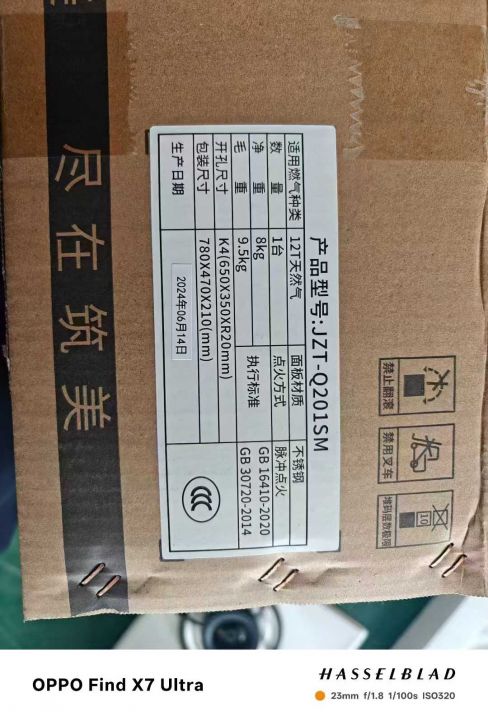 尽在筑美
产品型号:JZT-Q201SM
适用燃气种类 12T天然气 面板材质 不锈钢
数量 1台 点火方式 脉冲点火
净重 8kg 执行标准 GB 16410-2020
毛重 9.5kg GB 30720-2014
开孔尺寸 K4(650X350XR20mm)
包装尺寸 780X470X210(mm)
生产日期 2024年06月14日
CCC
禁止翻滚
禁用叉车
10
堆码层数极限
OPPO Find X7 Ultra
HASSELBLAD
23mm f/1.8 1/100s ISO320